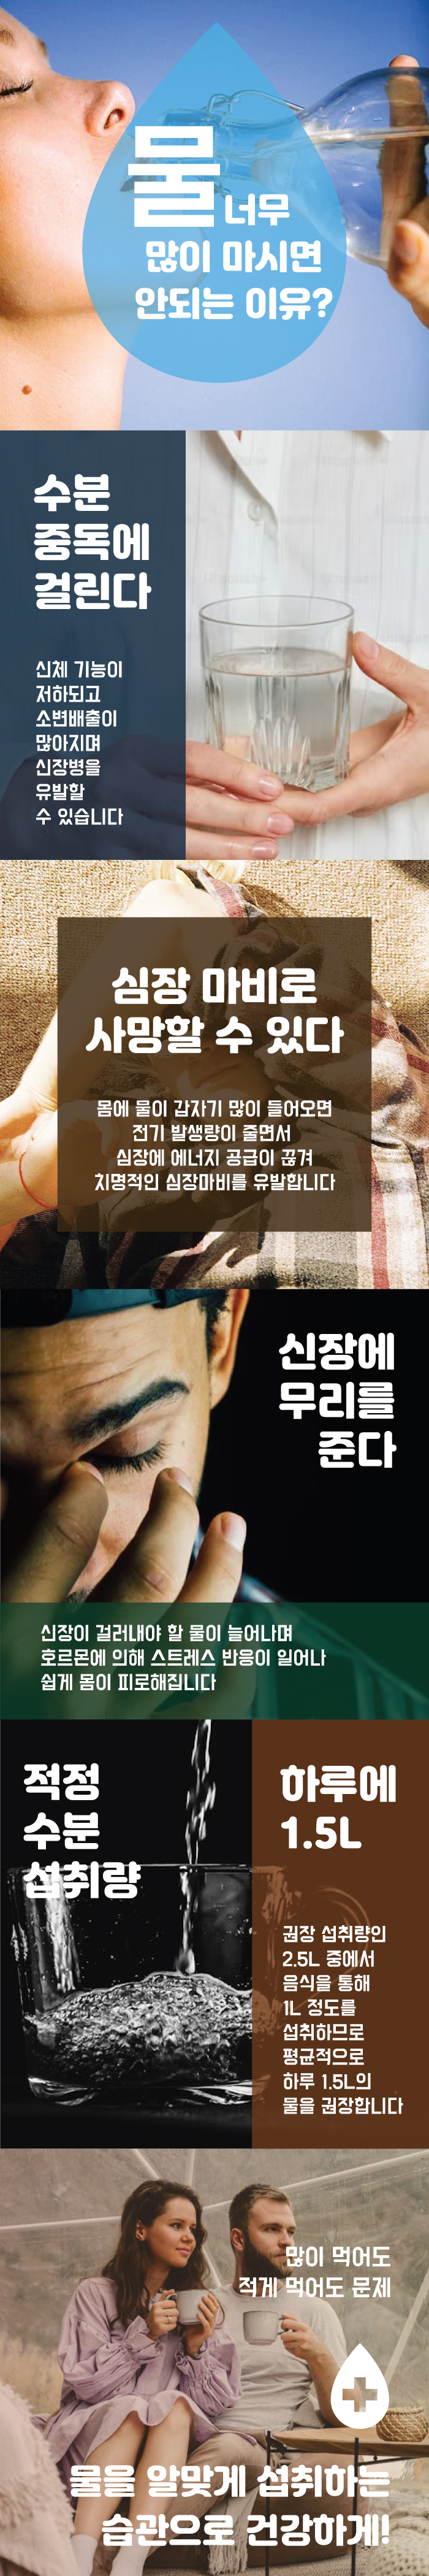 물 너무
많이 마시면
안되는 이유?
수분
중독에
걸린다
신체 기능이
저하되고
소변배출이
많아지며
신장병을
유발할
수 있습니다
심장 마비로
사망할 수 있다
몸에 물이 갑자기 많이 들어오면
전기 발생량이 줄면서
심장에 에너지 공급이 끊겨
치명적인 심장마비를 유발합니다
신장에
무리를
준다
신장이 걸러내야 할 물이 늘어나며
호르몬에 의해 스트레스 반응이 일어나
쉽게 몸이 피로해집니다
적정
수분
섭취량
하루에
1.5L
권장 섭취량인
2.5L 중에서
음식을 통해
1L 정도를
섭취하므로
평균적으로
하루 1.5L의
물을 권장합니다
많이 먹어도
적게 먹어도 문제
물을 알맞게 섭취하는
습관으로 건강하게!